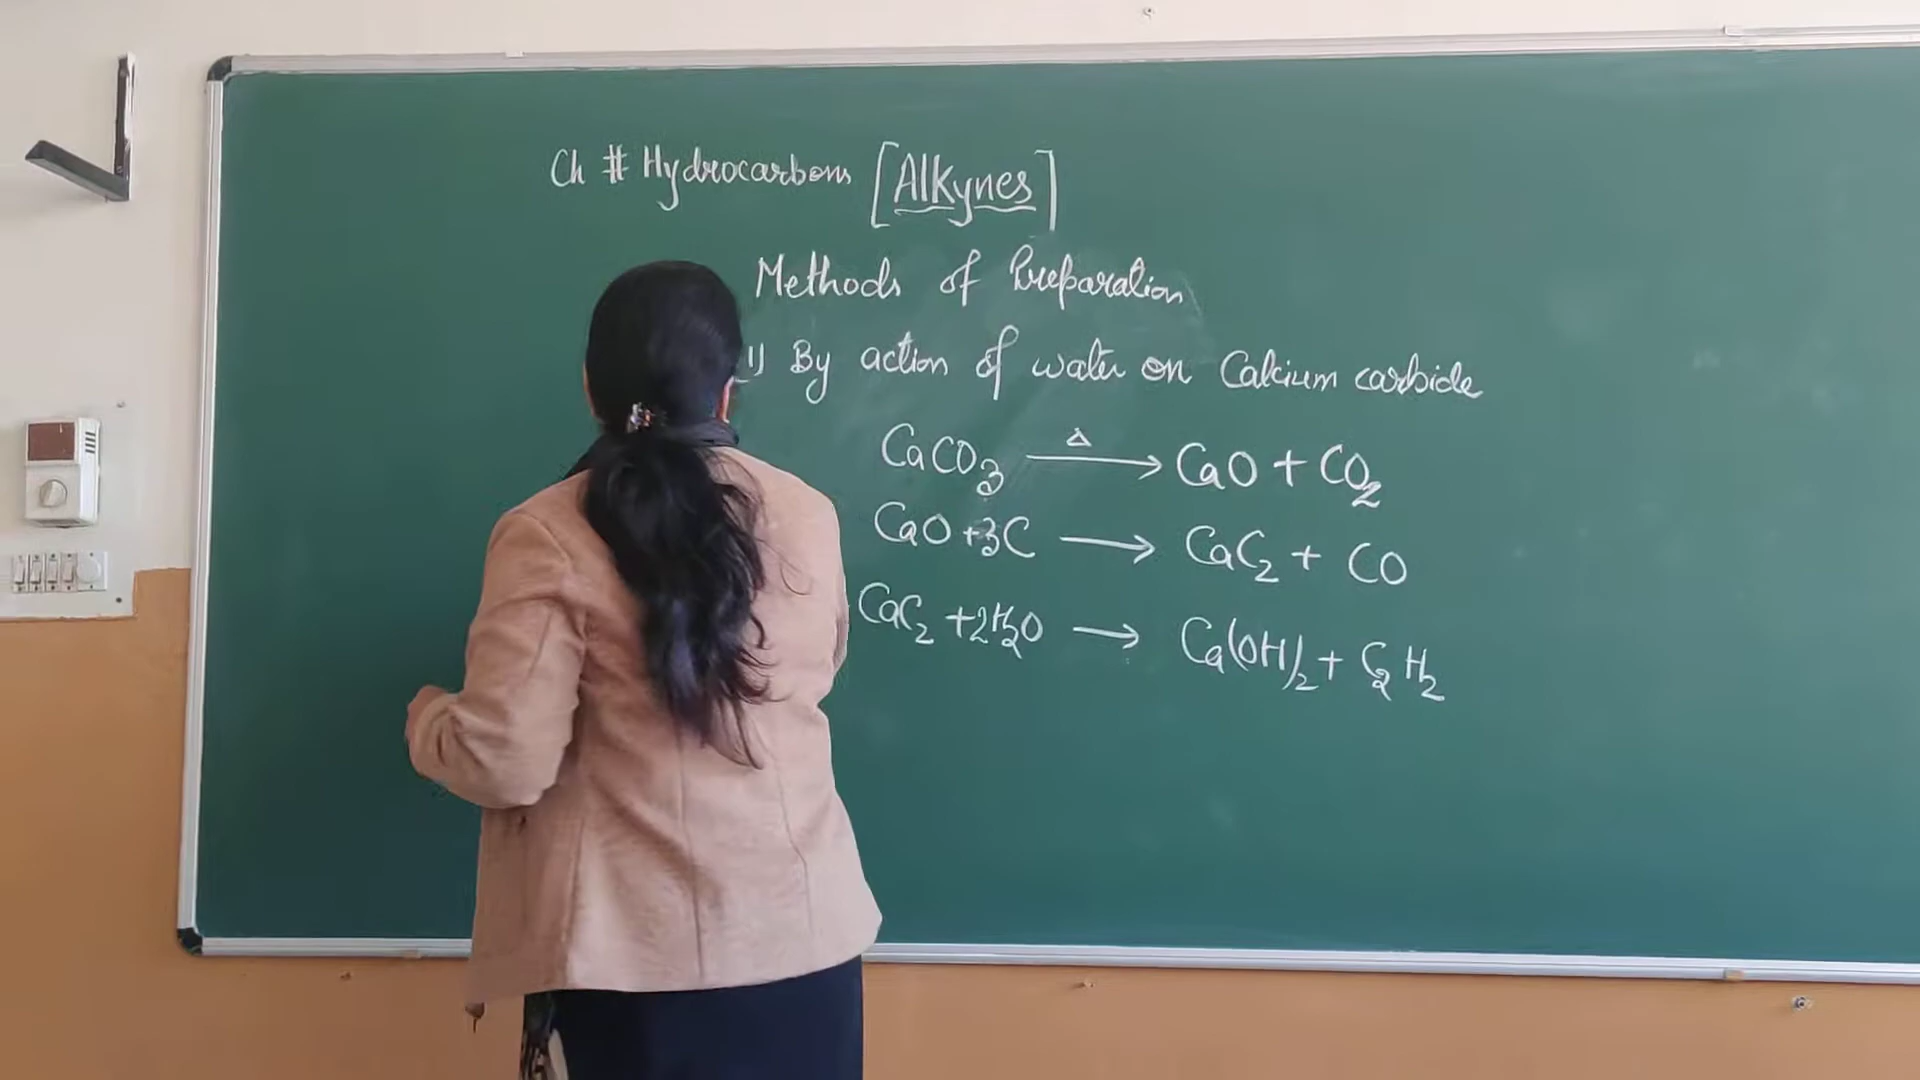 Ch # Hydrocarbons [Alkynes]
Methods of Preparation
1) By action of water on Calcium carbide
CaCO₃ —Δ→ CaO + CO₂
CaO + 3C → CaC₂ + CO
CaC₂ + 2H₂O → Ca(OH)₂ + C₂H₂